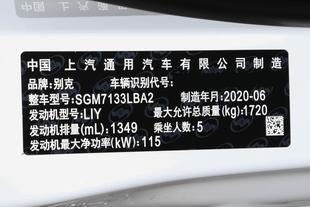 中国 上汽通用汽车有限公司制造
品牌:别克 车辆识别代号:
整车型号:SGM7133LBA2 制造年月:2020-06
发动机型号:LIY 最大允许总质量(kg):1720
发动机排量(mL):1349 乘坐人数:5
发动机最大净功率(kW):115